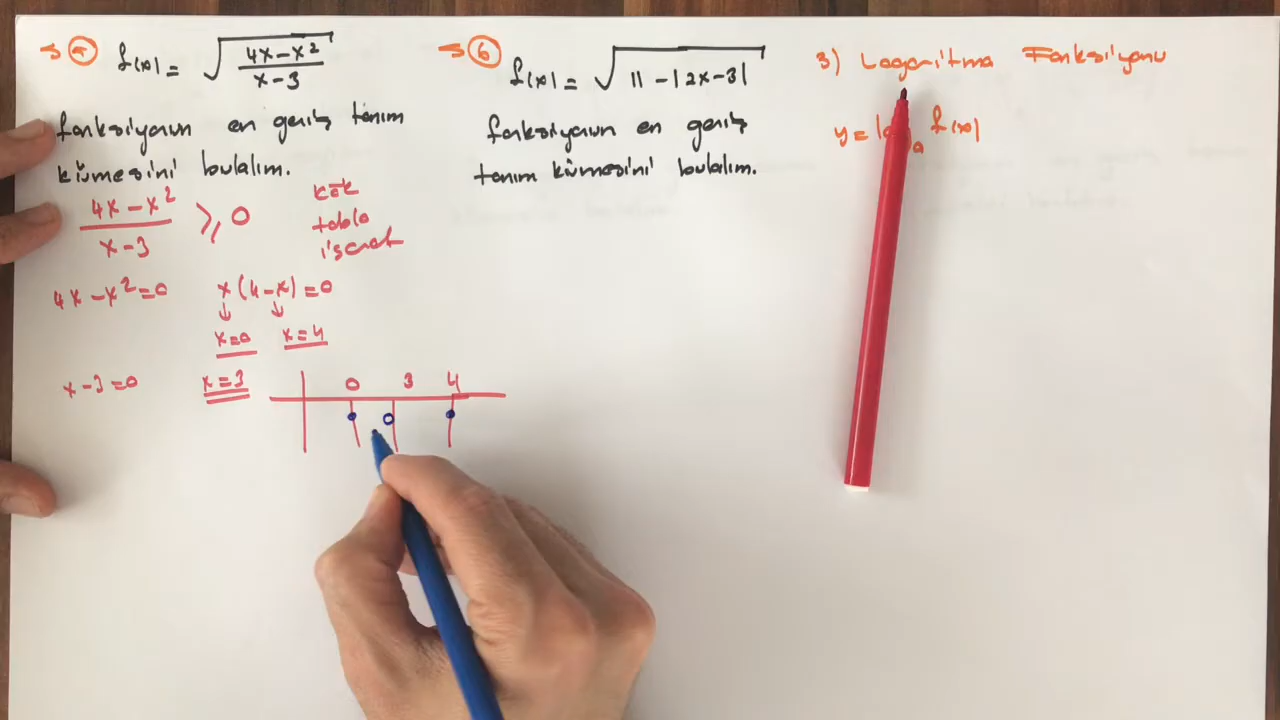 → 5 f(x) = √((4x-x²)/(x-3))
fonksiyonun en geniş tanım
kümesini bulalım.
(4x-x²)/(x-3) ≥ 0
kök
tablo
işaret
4x-x²=0 x(4-x)=0
↓ ↓
x=0 x=4
x-3=0 x=3
0 3 4
→ 6 f(x) = √(11-|2x-3|
fonksiyonun en geniş
tanım kümesini bulalım.
3) Logaritma Fonksiyonu
a f(x)